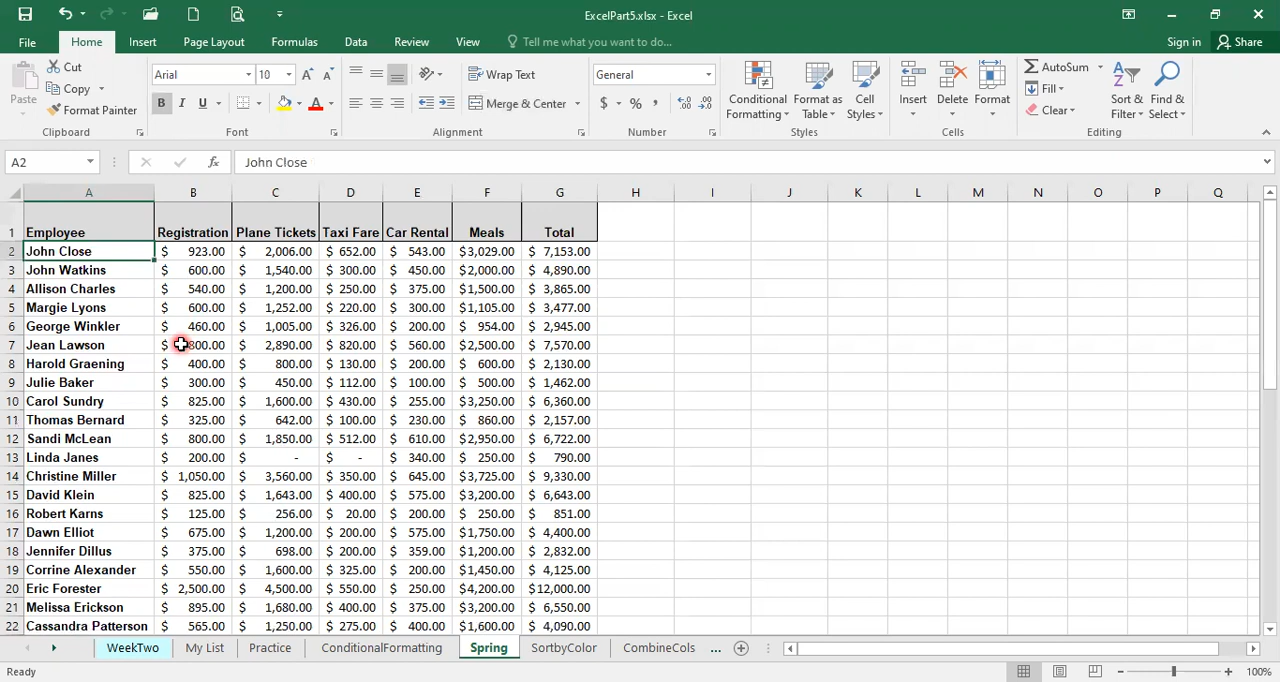 ExcelPart5.xlsx - Excel
File Home Insert Page Layout Formulas Data Review View Tell me what you want to do... Sign in Share
Paste Cut Copy Format Painter Clipboard
Arial 10 B I U A Font
Wrap Text Merge & Center Alignment
General $ % , Number
Conditional Formatting Format as Table Cell Styles Styles
Insert Delete Format Cells
AutoSum Fill Clear Sort & Filter Find & Select Editing
A2 fx John Close
A B C D E F G H I J K L M N O P Q
1 Employee Registration Plane Tickets Taxi Fare Car Rental Meals Total
2 John Close $ 923.00 $ 2,006.00 $ 652.00 $ 543.00 $3,029.00 $ 7,153.00
3 John Watkins $ 600.00 $ 1,540.00 $ 300.00 $ 450.00 $2,000.00 $ 4,890.00
4 Allison Charles $ 540.00 $ 1,200.00 $ 250.00 $ 375.00 $1,500.00 $ 3,865.00
5 Margie Lyons $ 600.00 $ 1,252.00 $ 220.00 $ 300.00 $1,105.00 $ 3,477.00
6 George Winkler $ 460.00 $ 1,005.00 $ 326.00 $ 200.00 $ 954.00 $ 2,945.00
7 Jean Lawson $ 800.00 $ 2,890.00 $ 820.00 $ 560.00 $2,500.00 $ 7,570.00
8 Harold Graening $ 400.00 $ 800.00 $ 130.00 $ 200.00 $ 600.00 $ 2,130.00
9 Julie Baker $ 300.00 $ 450.00 $ 112.00 $ 100.00 $ 500.00 $ 1,462.00
10 Carol Sundry $ 825.00 $ 1,600.00 $ 430.00 $ 255.00 $3,250.00 $ 6,360.00
11 Thomas Bernard $ 325.00 $ 642.00 $ 100.00 $ 230.00 $ 860.00 $ 2,157.00
12 Sandi McLean $ 800.00 $ 1,850.00 $ 512.00 $ 610.00 $2,950.00 $ 6,722.00
13 Linda Janes $ 200.00 $ - $ - $ 340.00 $ 250.00 $ 790.00
14 Christine Miller $ 1,050.00 $ 3,560.00 $ 350.00 $ 645.00 $3,725.00 $ 9,330.00
15 David Klein $ 825.00 $ 1,643.00 $ 400.00 $ 575.00 $3,200.00 $ 6,643.00
16 Robert Karns $ 125.00 $ 256.00 $ 20.00 $ 200.00 $ 250.00 $ 851.00
17 Dawn Elliot $ 675.00 $ 1,200.00 $ 200.00 $ 575.00 $1,750.00 $ 4,400.00
18 Jennifer Dillus $ 375.00 $ 698.00 $ 200.00 $ 359.00 $1,200.00 $ 2,832.00
19 Corrine Alexander $ 550.00 $ 1,600.00 $ 325.00 $ 200.00 $1,450.00 $ 4,125.00
20 Eric Forester $ 2,500.00 $ 4,500.00 $ 550.00 $ 250.00 $4,200.00 $12,000.00
21 Melissa Erickson $ 895.00 $ 1,680.00 $ 400.00 $ 375.00 $3,200.00 $ 6,550.00
22 Cassandra Patterson $ 565.00 $ 1,250.00 $ 275.00 $ 400.00 $1,600.00 $ 4,090.00
WeekTwo My List Practice ConditionalFormatting Spring SortbyColor CombineCols ...
Ready 100%